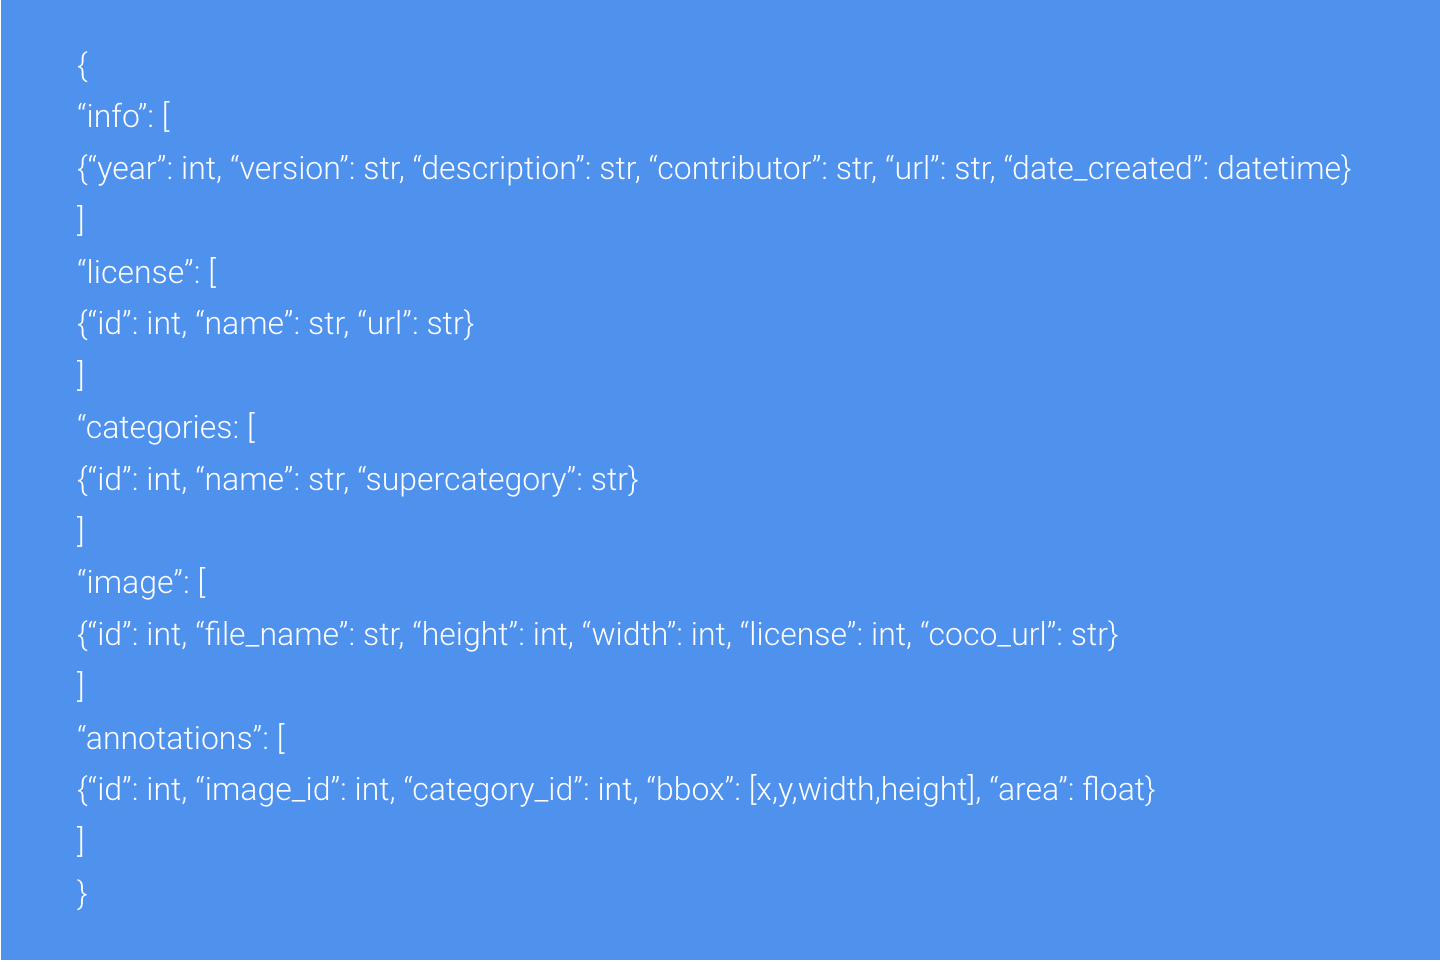 {
“info”: [
{“year”: int, “version”: str, “description”: str, “contributor”: str, “url”: str, “date_created”: datetime}
]
“license”: [
{“id”: int, “name”: str, “url”: str}
]
“categories: [
{“id”: int, “name”: str, “supercategory”: str}
]
“image”: [
{“id”: int, “file_name”: str, “height”: int, “width”: int, “license”: int, “coco_url”: str}
]
“annotations”: [
{“id”: int, “image_id”: int, “category_id”: int, “bbox”: [x,y,width,height], “area”: float}
]
}